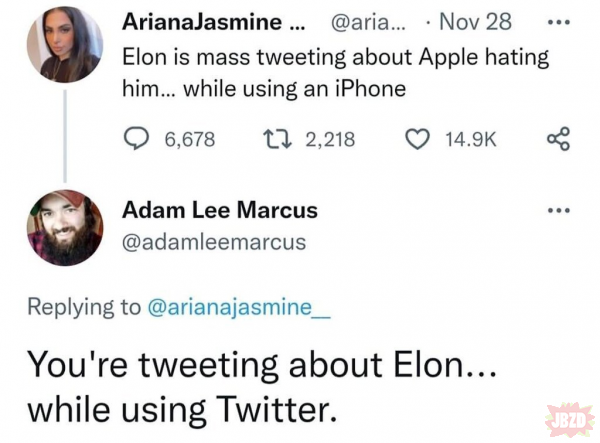 ArianaJasmine ... @aria... · Nov 28
Elon is mass tweeting about Apple hating
him... while using an iPhone
6,678 2,218 14.9K
Adam Lee Marcus
@adamleemarcus
Replying to @arianajasmine__
You're tweeting about Elon...
while using Twitter.
JBZD